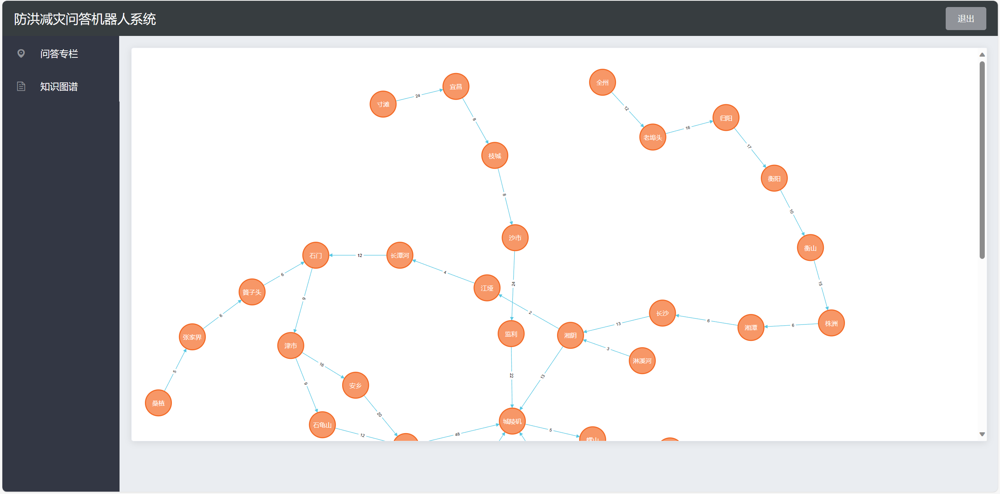 防洪减灾问答机器人系统
退出
问答专栏
知识图谱
宜昌
全州
寸滩
24
12
8
归阳
老埠头
16
17
枝城
衡阳
8
10
沙市
衡山
石门
12
长潭河
4
6
24
15
筻子头
江垭
9
2
6
长沙
13
6
湘潭
6
株洲
张家界
监利
湘阴
津市
3
淋溪河
16
5
22
13
9
安乡
桑植
20
城陵矶
石龟山
12
48
5
螺山